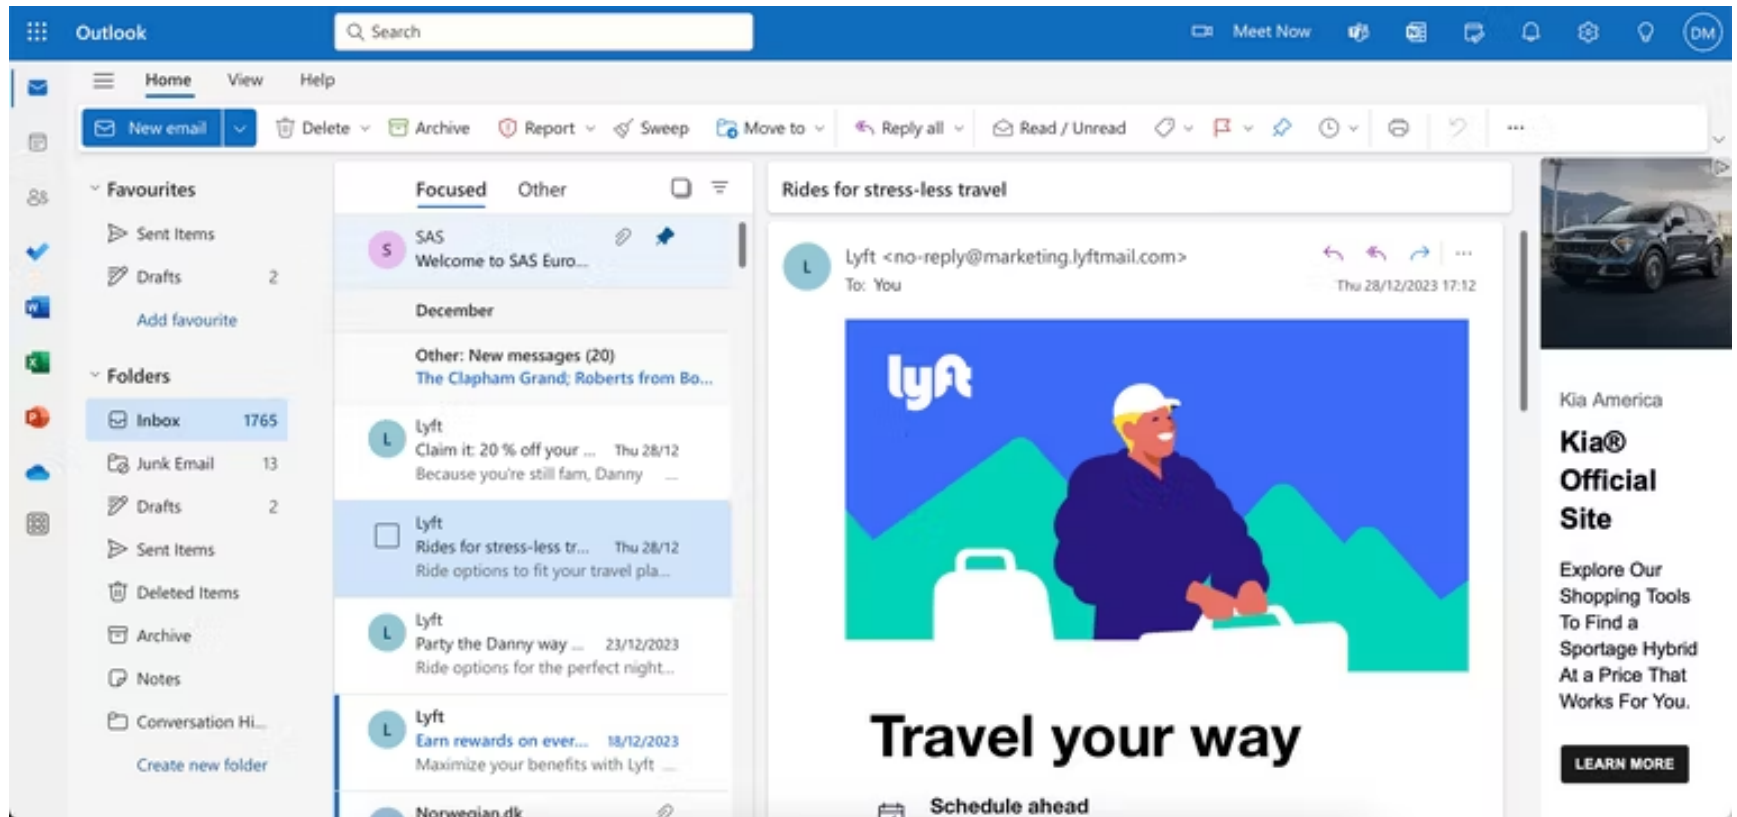 Outlook
Search
Meet Now
DM
Home View Help
New email Delete Archive Report Sweep Move to Reply all Read / Unread ...
Favourites
Sent Items
Drafts 2
Add favourite
Folders
Inbox 1765
Junk Email 13
Drafts 2
Sent Items
Deleted Items
Archive
Notes
Conversation Hi...
Create new folder
Focused Other
S
SAS
Welcome to SAS Euro...
December
Other: New messages (20)
The Clapham Grand; Roberts from Bo...
L
Lyft
Claim it: 20 % off your ... Thu 28/12
Because you're still fam, Danny ...
Lyft
Rides for stress-less tr... Thu 28/12
Ride options to fit your travel pla...
L
Lyft
Party the Danny way ... 23/12/2023
Ride options for the perfect night...
L
Lyft
Earn rewards on ever... 18/12/2023
Maximize your benefits with Lyft ...
Norwegian.dk
Rides for stress-less travel
L
Lyft <no-reply@marketing.lyftmail.com>
To: You
Thu 28/12/2023 17:12
lyft
Travel your way
Schedule ahead
Kia America
Kia®
Official
Site
Explore Our
Shopping Tools
To Find a
Sportage Hybrid
At a Price That
Works For You.
LEARN MORE